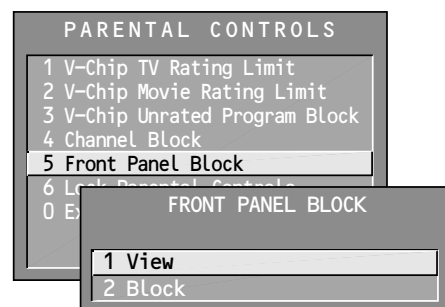 PARENTAL CONTROLS
1 V-Chip TV Rating Limit
2 V-Chip Movie Rating Limit
3 V-Chip Unrated Program Block
4 Channel Block
5 Front Panel Block
6 Lock Parental Controls
0
FRONT PANEL BLOCK
1 View
2 Block